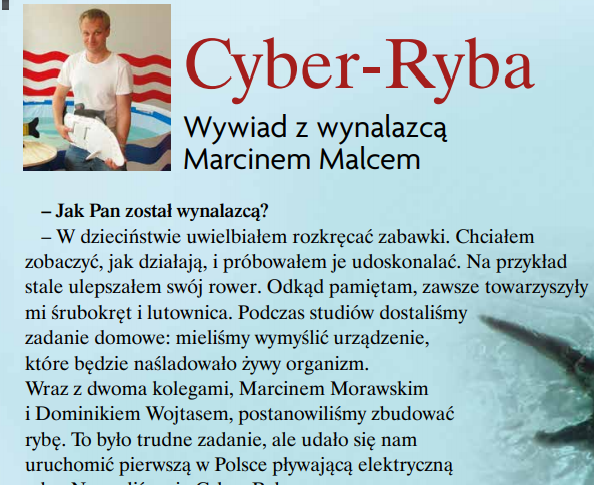 Cyber-Ryba
Wywiad z wynalazcą
Marcinem Malcem
– Jak Pan został wynalazcą?
– W dzieciństwie uwielbiałem rozkręcać zabawki. Chciałem
zobaczyć, jak działają, i próbowałem je udoskonalać. Na przykład
stale ulepszałem swój rower. Odkąd pamiętam, zawsze towarzyszyły
mi śrubokręt i lutownica. Podczas studiów dostaliśmy
zadanie domowe: mieliśmy wymyślić urządzenie,
które będzie naśladowało żywy organizm.
Wraz z dwoma kolegami, Marcinem Morawskim
i Dominikiem Wojtasem, postanowiliśmy zbudować
rybę. To było trudne zadanie, ale udało się nam
uruchomić pierwszą w Polsce pływającą elektryczną